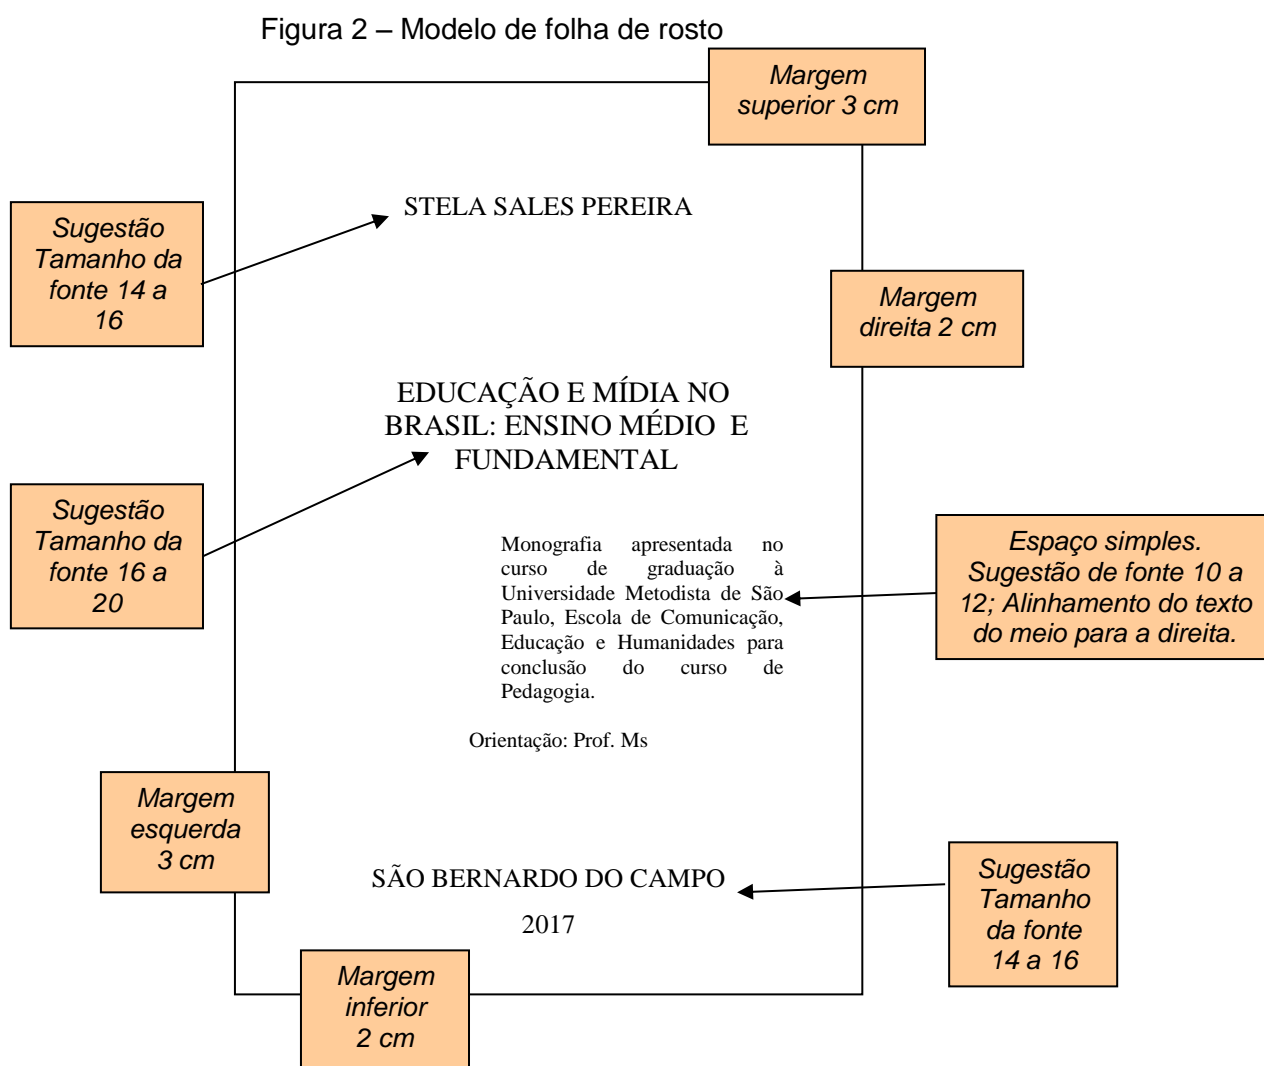 Figura 2 – Modelo de folha de rosto
Margem
superior 3 cm
STELA SALES PEREIRA
Sugestão
Tamanho da
fonte 14 a
16
Margem
direita 2 cm
EDUCAÇÃO E MÍDIA NO
BRASIL: ENSINO MÉDIO  E
FUNDAMENTAL
Sugestão
Tamanho da
fonte 16 a
20
Monografia apresentada no
curso de graduação à
Universidade Metodista de São
Paulo, Escola de Comunicação,
Educação e Humanidades para
conclusão do curso de
Pedagogia.
Espaço simples.
Sugestão de fonte 10 a
12; Alinhamento do texto
do meio para a direita.
Orientação: Prof. Ms
Margem
esquerda
3 cm
SÃO BERNARDO DO CAMPO
2017
Sugestão
Tamanho
da fonte
14 a 16
Margem
inferior
2 cm